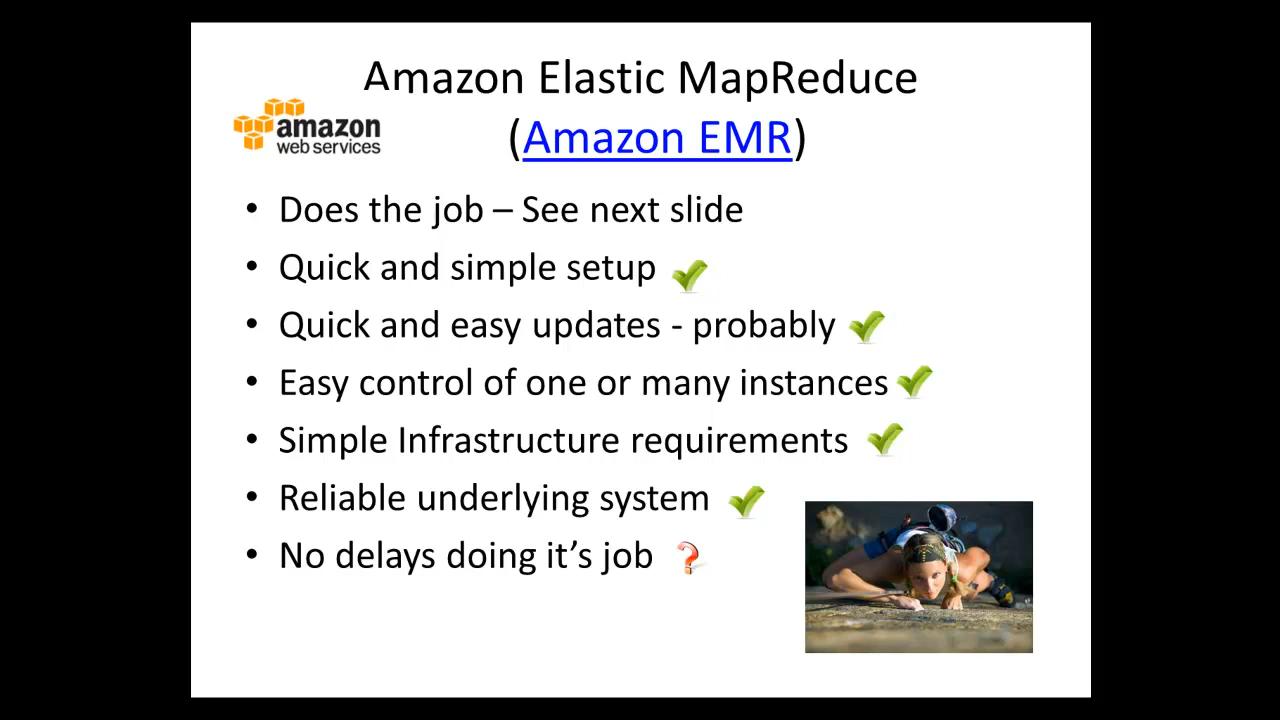 Amazon Elastic MapReduce
(Amazon EMR)
amazon
web services
• Does the job – See next slide
• Quick and simple setup
• Quick and easy updates - probably
• Easy control of one or many instances
• Simple Infrastructure requirements
• Reliable underlying system
• No delays doing it’s job ?